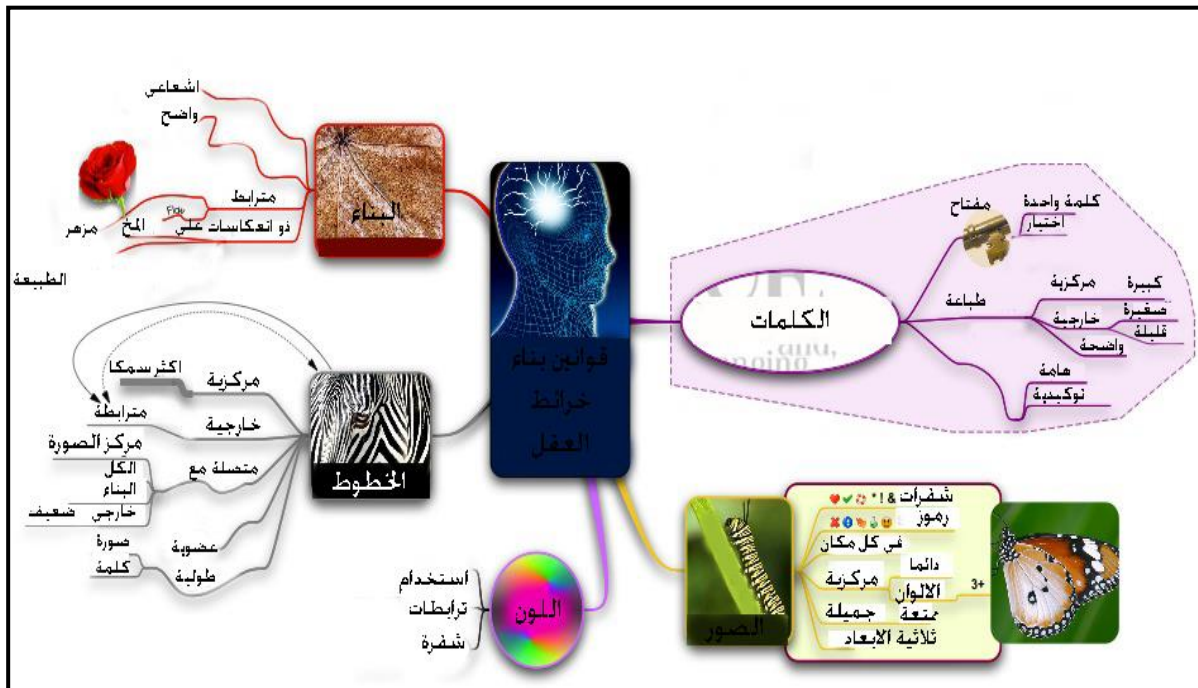 قوانين بناء
خرائط
العقل
الكلمات
مفتاح
كلمة واحدة
اختيار
طباعة
مركزية
كبيرة
خارجية
صغيرة
قليلة
واضحة
هامة
توكيدية
الصور
شفرات & ! *
رموز
في كل مكان
مركزية
دائما
الالوان
3+
جميلة
ممتعة
ثلاثية الابعاد
اللون
استخدام
ترابطات
شفرة
الخطوط
مركزية
اكثر سمكا
خارجية
مترابطة
متصلة مع
مركز الصورة
الكل
البناء
خارجي ضعيف
عضوية
طولية
صورة
كلمة
البناء
اشعاعي
واضح
مترابط
Flow
ذو انعكاسات علي
المخ
مزهر
الطبيعة